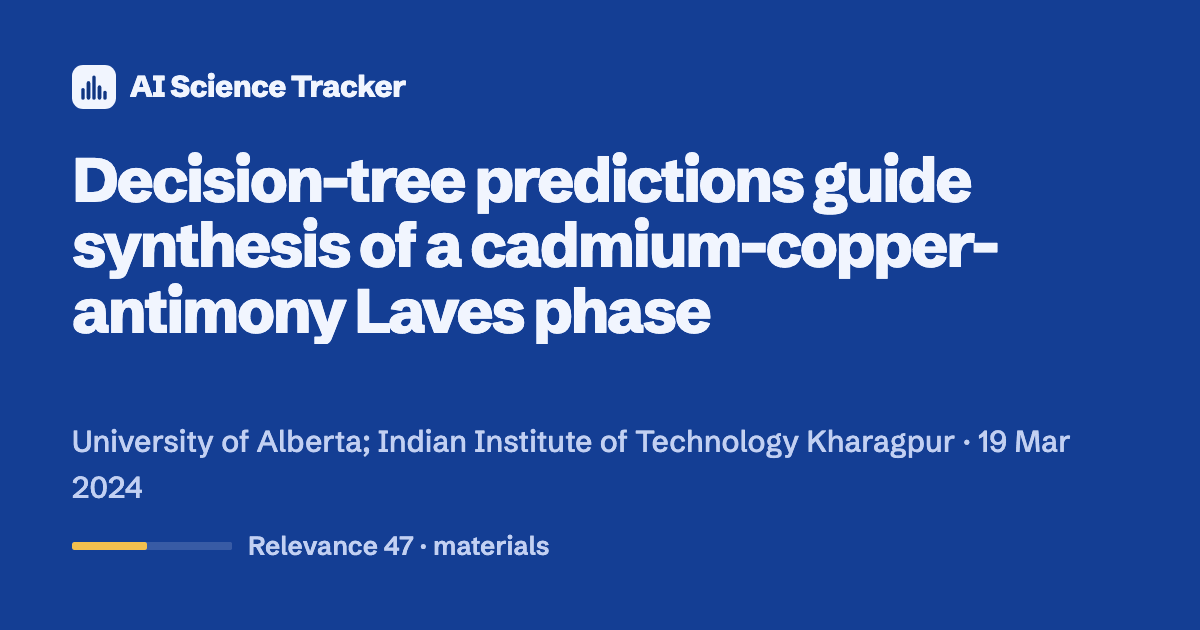 AI Science Tracker
Decision-tree predictions guide
synthesis of a cadmium-copper-
antimony Laves phase
University of Alberta; Indian Institute of Technology Kharagpur · 19 Mar
2024
Relevance 47 · materials